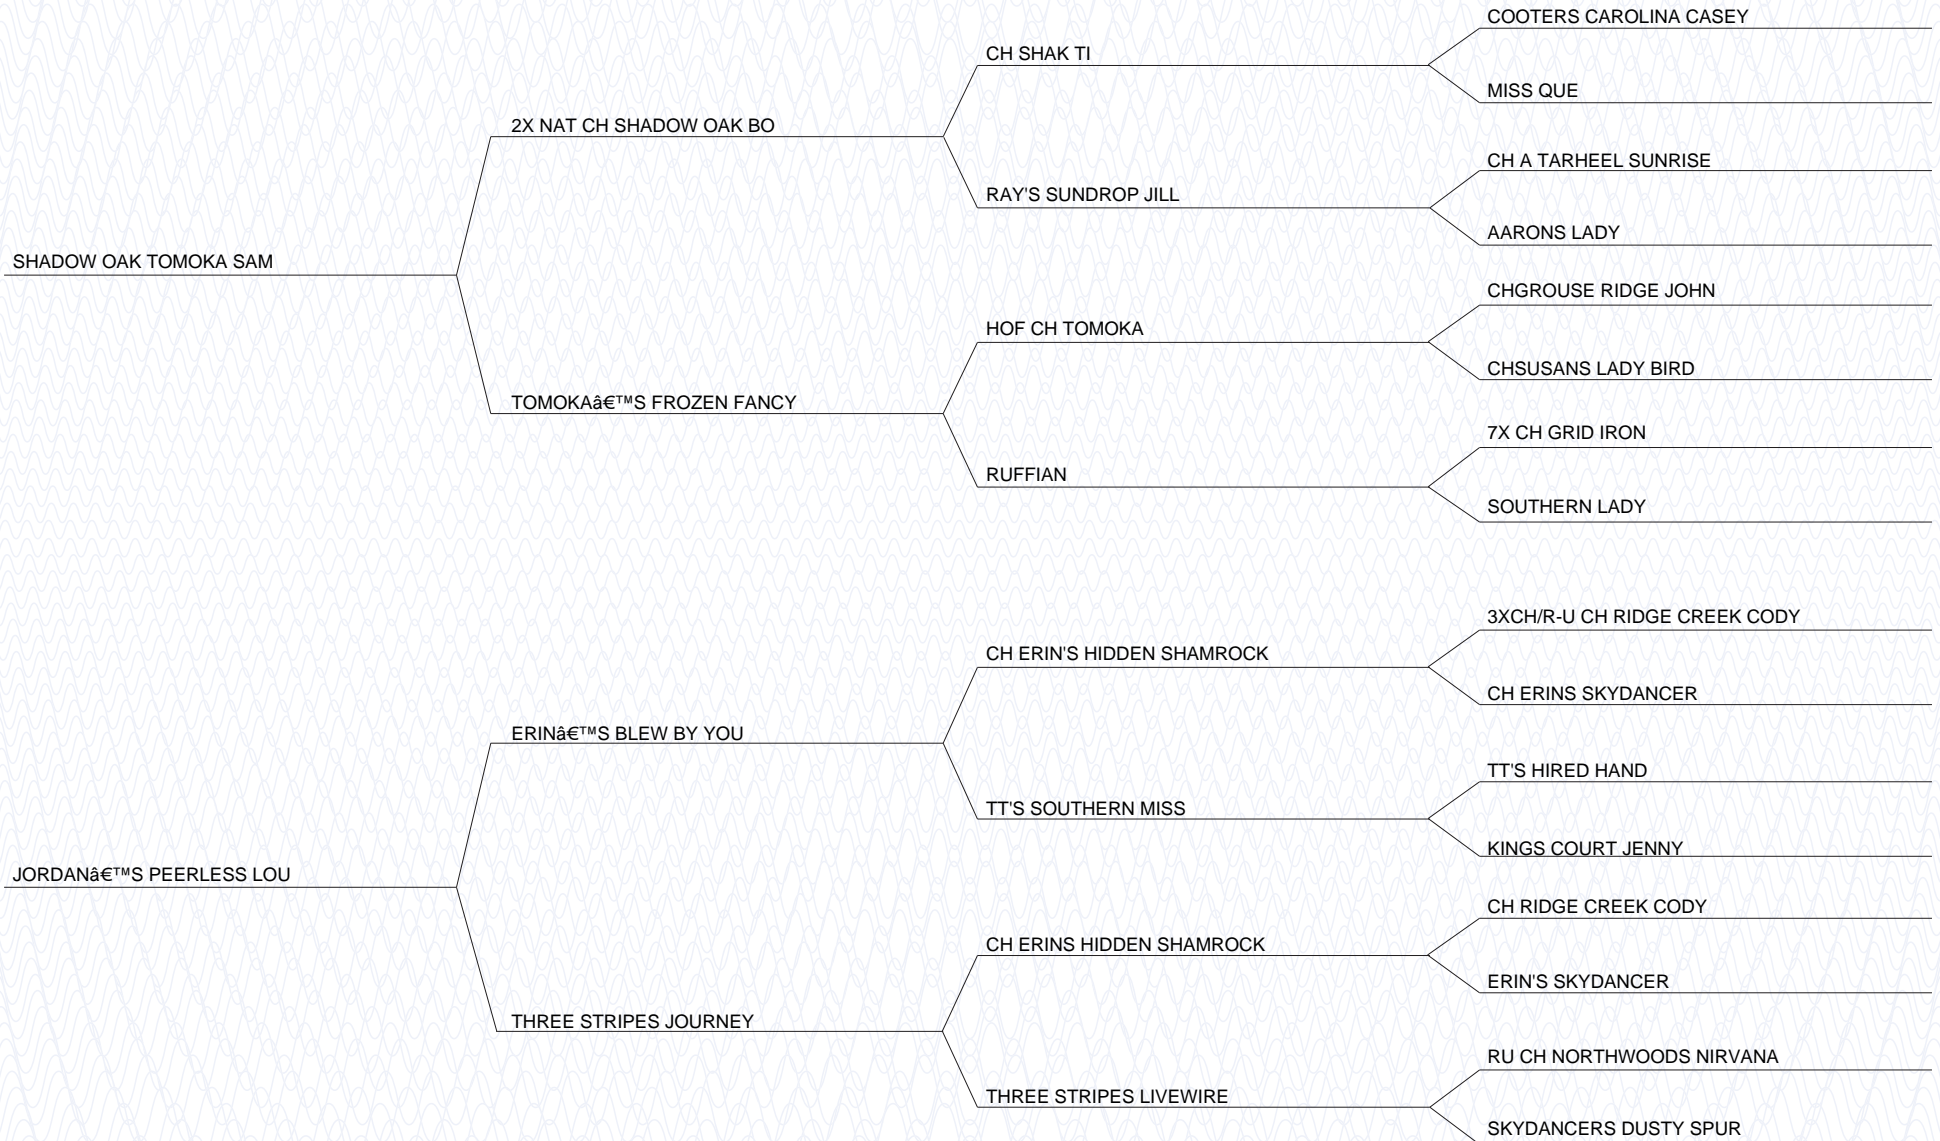 COOTERS CAROLINA CASEY
CH SHAK TI
MISS QUE
2X NAT CH SHADOW OAK BO
CH A TARHEEL SUNRISE
RAY'S SUNDROP JILL
AARONS LADY
SHADOW OAK TOMOKA SAM
CHGROUSE RIDGE JOHN
HOF CH TOMOKA
CHSUSANS LADY BIRD
TOMOKAâ€™S FROZEN FANCY
7X CH GRID IRON
RUFFIAN
SOUTHERN LADY
3XCH/R-U CH RIDGE CREEK CODY
CH ERIN'S HIDDEN SHAMROCK
CH ERINS SKYDANCER
ERINâ€™S BLEW BY YOU
TT'S HIRED HAND
TT'S SOUTHERN MISS
KINGS COURT JENNY
JORDANâ€™S PEERLESS LOU
CH RIDGE CREEK CODY
CH ERINS HIDDEN SHAMROCK
ERIN'S SKYDANCER
THREE STRIPES JOURNEY
RU CH NORTHWOODS NIRVANA
THREE STRIPES LIVEWIRE
SKYDANCERS DUSTY SPUR